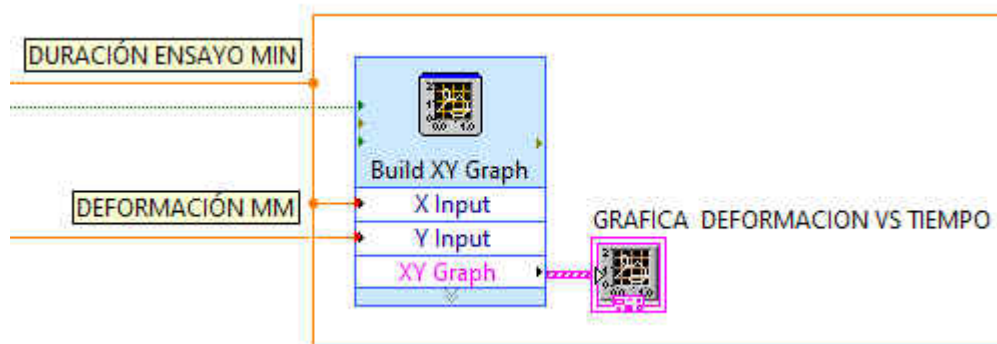 DURACIÓN ENSAYO MIN
Build XY Graph
DEFORMACIÓN MM
X Input
Y Input
XY Graph
GRAFICA DEFORMACION VS TIEMPO